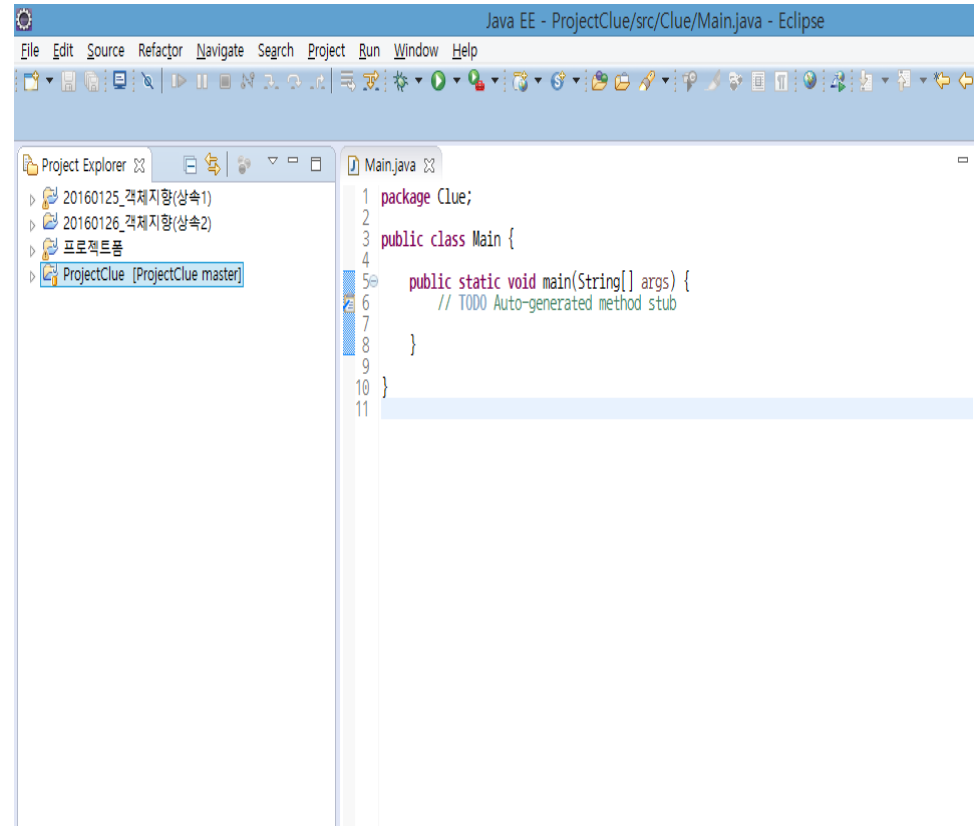 Java EE - ProjectClue/src/Clue/Main.java - Eclipse
File Edit Source Refactor Navigate Search Project Run Window Help
Project Explorer
20160125_객체지향(상속1)
20160126_객체지향(상속2)
프로젝트폼
ProjectClue [ProjectClue master]
Main.java
1 package Clue;
2
3 public class Main {
4
5 public static void main(String[] args) {
6 // TODO Auto-generated method stub
7
8 }
9
10 }
11